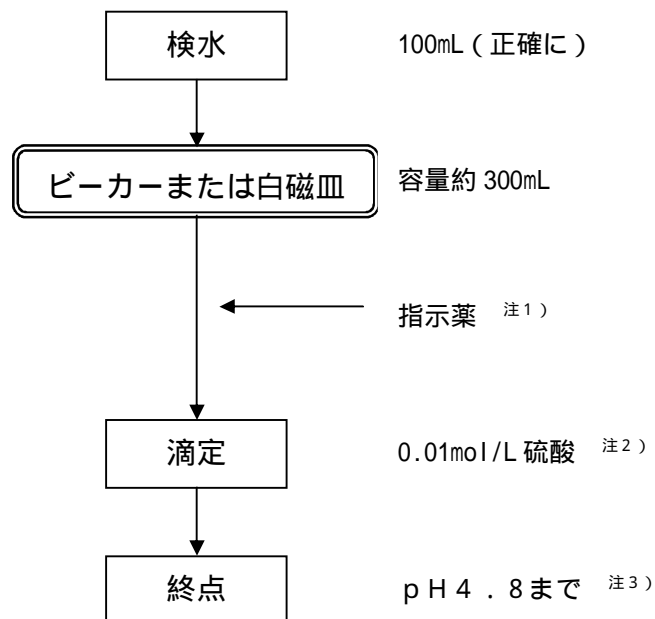 検水 100mL(正確に)
ビーカーまたは白磁皿 容量約 300mL
指示薬 注1)
滴定 0.01mol/L 硫酸 注2)
終点 pH4.8まで 注3)